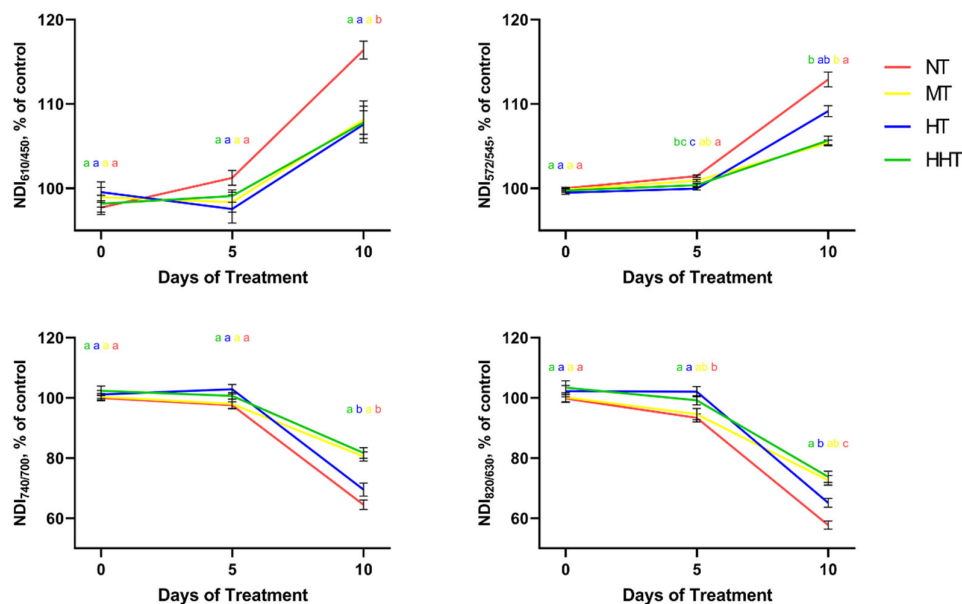 120
110
100
NDI610/450, % of control
a a a a
a a a a
a a a b
0 5 10
Days of Treatment
120
110
100
NDI572/545], % of control
a a a a
bc c ab a
b ab b a
0 5 10
Days of Treatment
NT
MT
HT
HHT
120
100
80
60
NDI740/700, % of control
a a a a
a a a a
a b a b
0 5 10
Days of Treatment
120
100
80
60
NDI820/630, % of control
a a a a
a a ab b
a b ab c
0 5 10
Days of Treatment